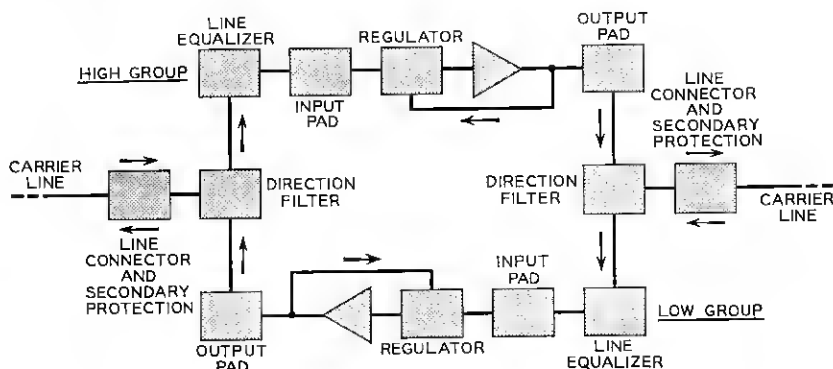 LINE
EQUALIZER
REGULATOR
OUTPUT
PAD
HIGH GROUP
INPUT
PAD
LINE
CONNECTOR
AND
SECONDARY
PROTECTION
CARRIER
LINE
DIRECTION
FILTER
DIRECTION
FILTER
CARRIER
LINE
LINE
CONNECTOR
AND
SECONDARY
PROTECTION
INPUT
PAD
LOW GROUP
OUTPUT
PAD
REGULATOR
LINE
EQUALIZER